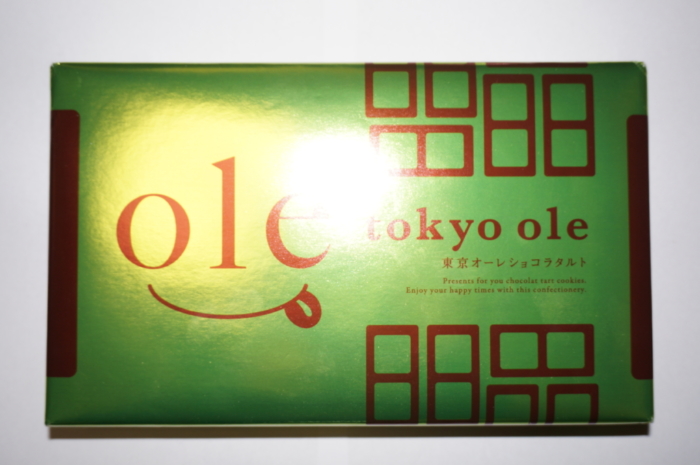 ole
tokyo ole
東京オーレショコラタルト
Presents for you chocolat tart cookies.
Enjoy your happy times with this confectionery.